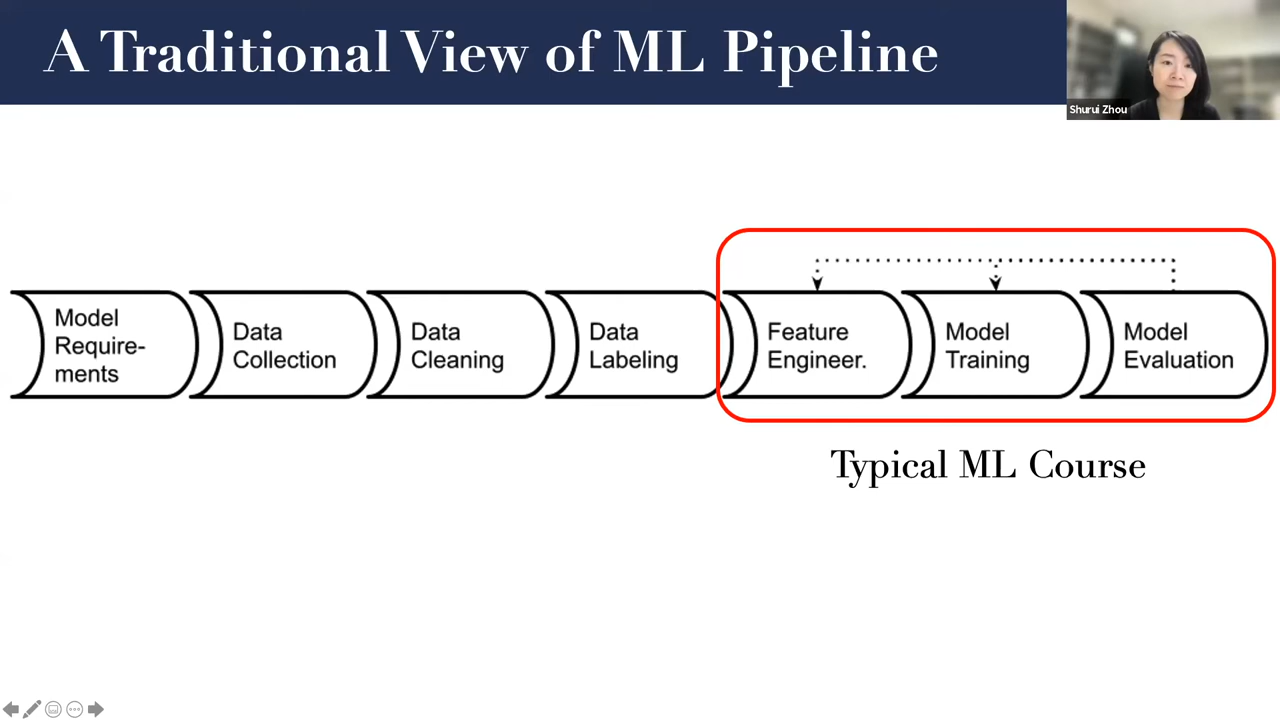 A Traditional View of ML Pipeline
Shurui Zhou
Model
Require-
ments
Data
Collection
Data
Cleaning
Data
Labeling
Feature
Engineer.
Model
Training
Model
Evaluation
Typical ML Course